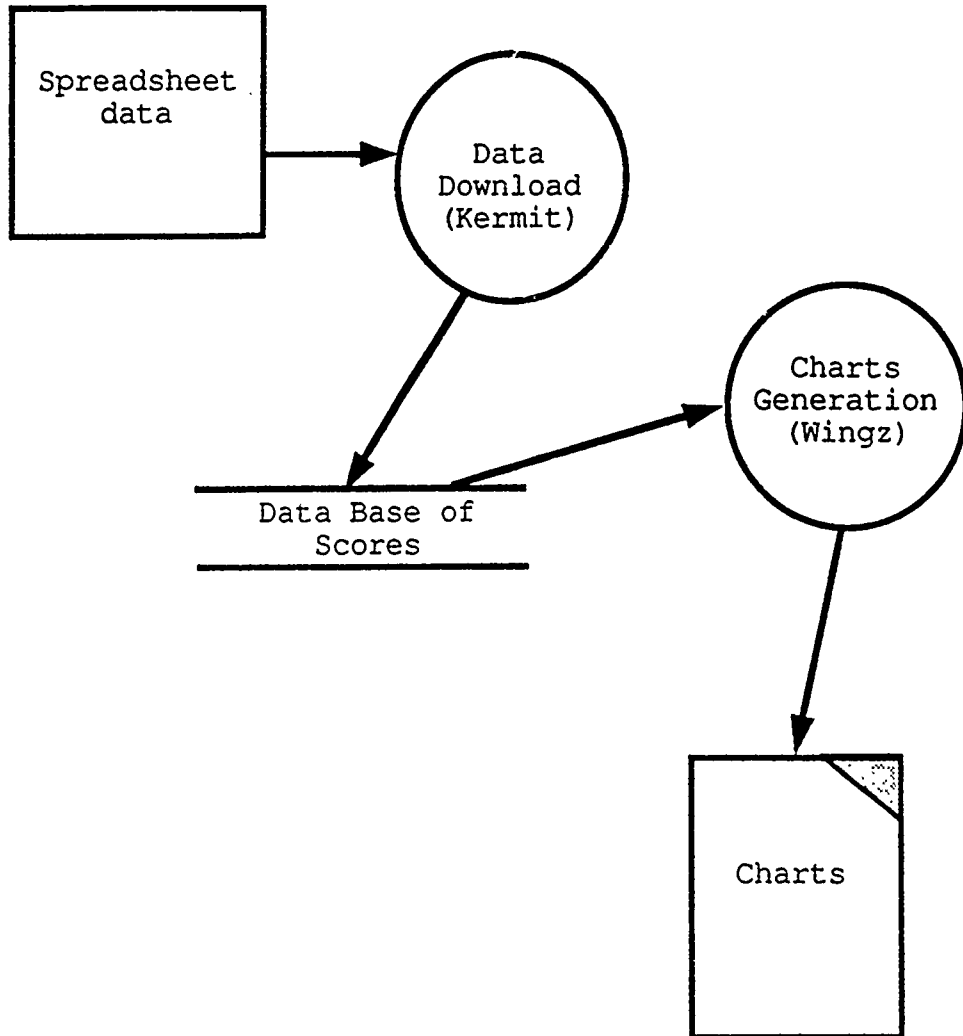 Spreadsheet
data
Data
Download
(Kermit)
Charts
Generation
(Wingz)
Data Base of
Scores
Charts